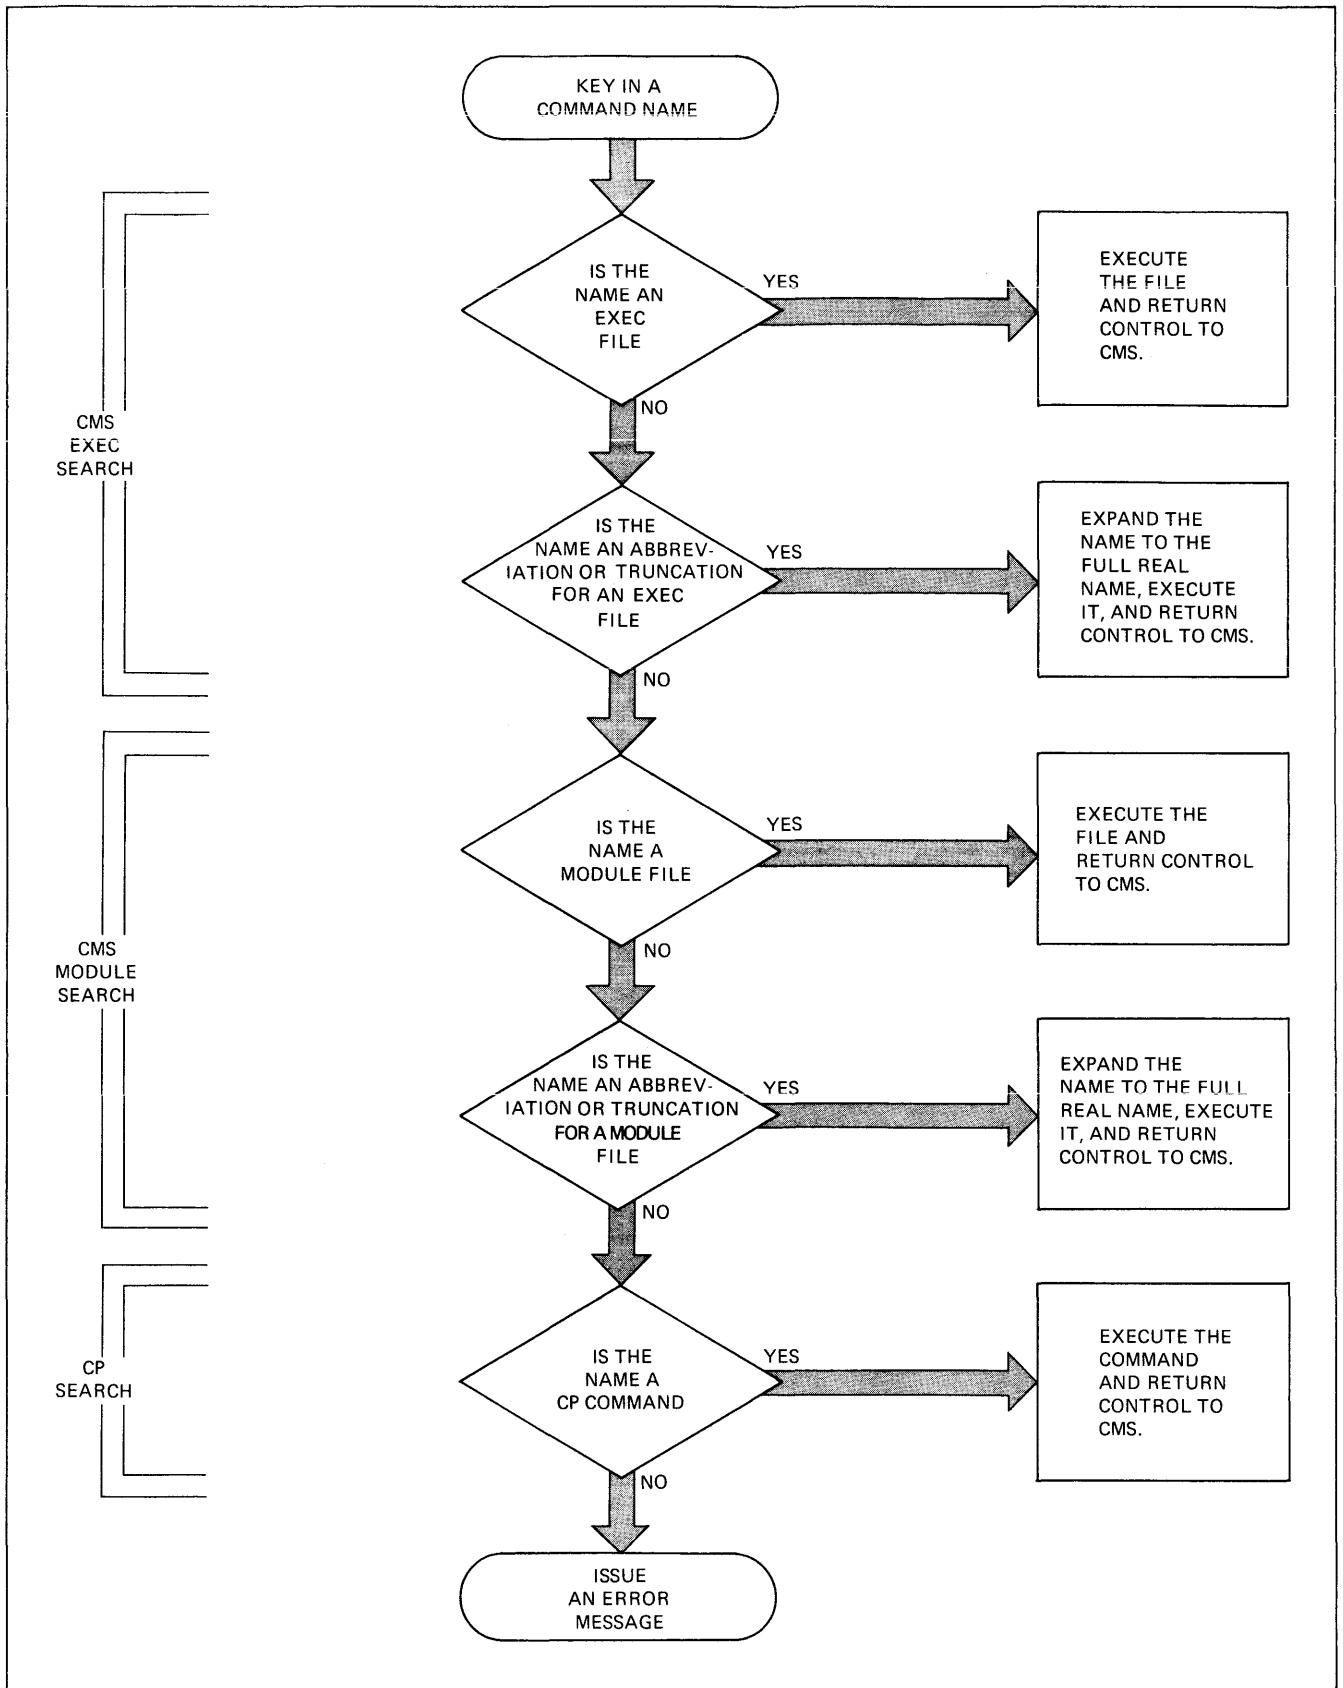 KEY IN A
COMMAND NAME
IS THE
NAME AN
EXEC
FILE
YES
EXECUTE
THE FILE
AND RETURN
CONTROL TO
CMS.
NO
CMS
EXEC
SEARCH
IS THE
NAME AN ABBREV-
IATION OR TRUNCATION
FOR AN EXEC
FILE
YES
EXPAND THE
NAME TO THE
FULL REAL
NAME, EXECUTE
IT, AND RETURN
CONTROL TO CMS.
NO
IS THE
NAME A
MODULE FILE
YES
EXECUTE THE
FILE AND
RETURN CONTROL
TO CMS.
NO
CMS
MODULE
SEARCH
IS THE
NAME AN ABBREV-
IATION OR TRUNCATION
FOR A MODULE
FILE
YES
EXPAND THE
NAME TO THE FULL
REAL NAME, EXECUTE
IT, AND RETURN
CONTROL TO CMS.
NO
CP
SEARCH
IS THE
NAME A
CP COMMAND
YES
EXECUTE THE
COMMAND
AND RETURN
CONTROL TO
CMS.
NO
ISSUE
AN ERROR
MESSAGE